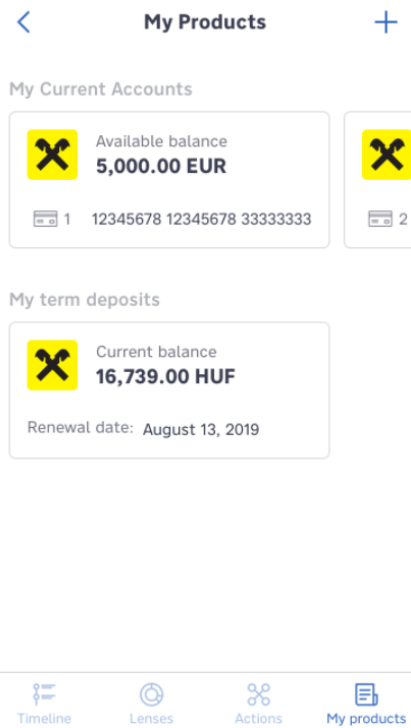 My Products
My Current Accounts
Available balance
5,000.00 EUR
1 12345678 12345678 33333333
2
My term deposits
Current balance
16,739.00 HUF
Renewal date: August 13, 2019
Timeline Lenses Actions My products